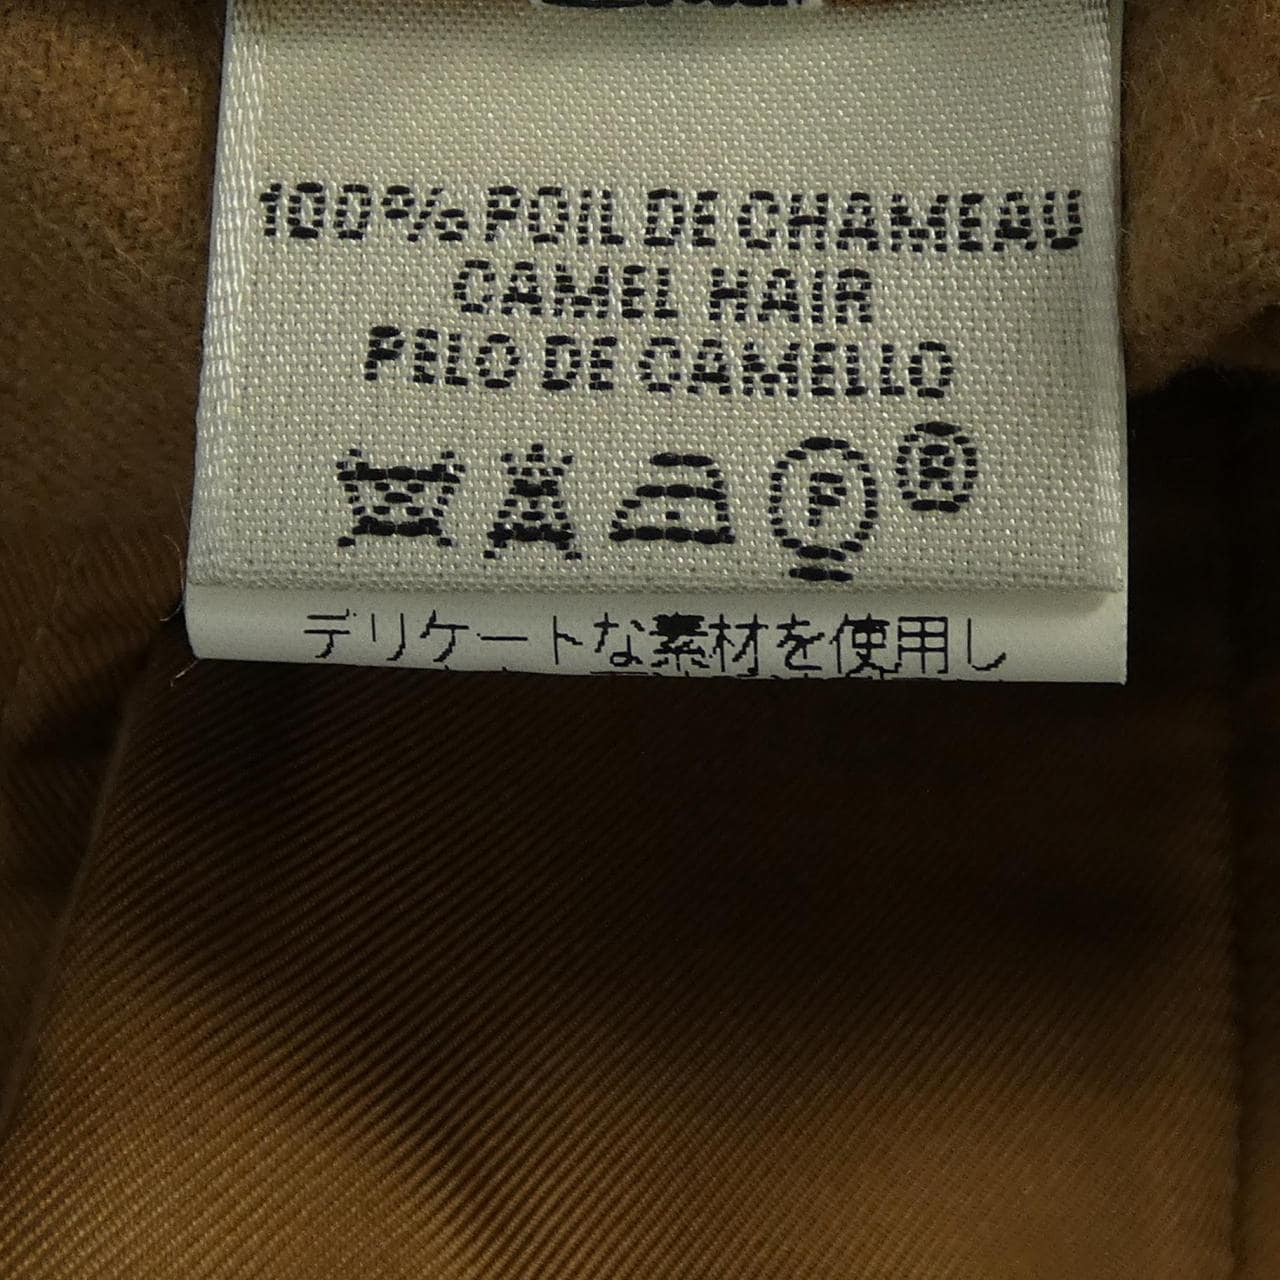 100% POIL DE CHAMEAU
CAMEL HAIR
PELO DE CAMELLO
P ®
デリケートな素材を使用し